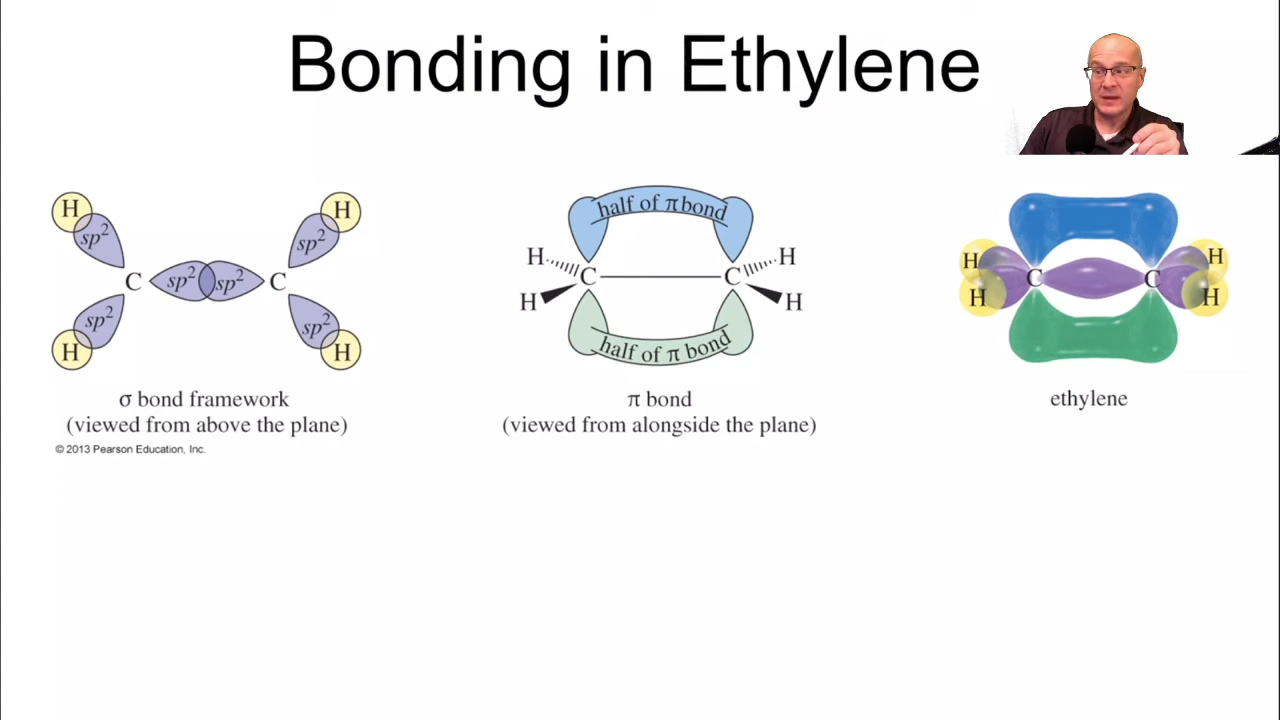 Bonding in Ethylene
H
H
sp²
sp²
C
sp²
sp²
C
sp²
sp²
H
H
σ bond framework
(viewed from above the plane)
© 2013 Pearson Education, Inc.
half of π bond
H
H
C
C
H
H
half of π bond
π bond
(viewed from alongside the plane)
H
H
C
C
H
H
ethylene